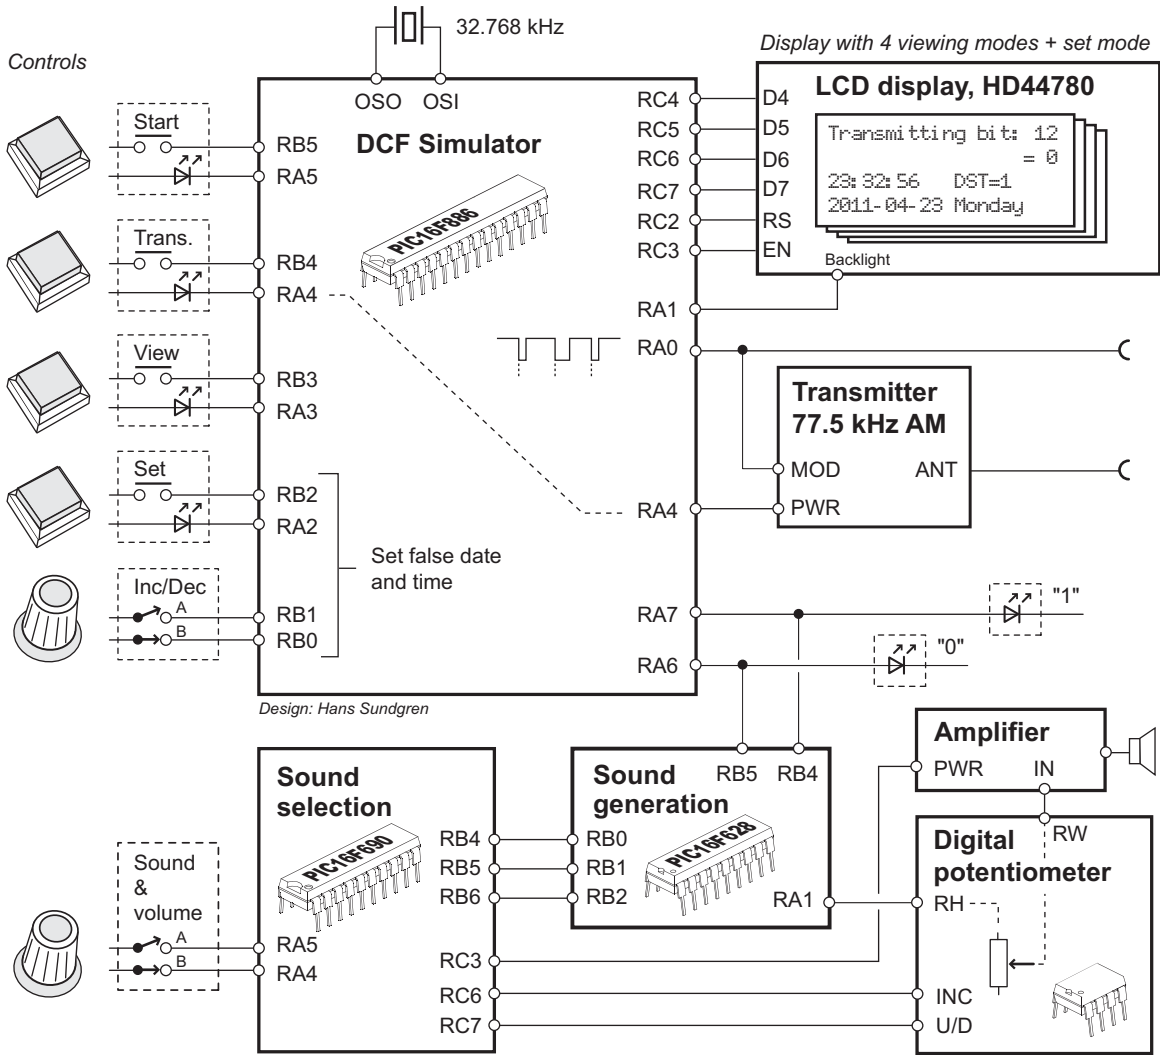 32.768 kHz
Display with 4 viewing modes + set mode
Controls
OSO OSI
DCF Simulator
PIC16F886
Start
RB5
RA5
Trans.
RB4
RA4
View
RB3
RA3
Set
RB2
RA2
Inc/Dec
A
B
RB1
RB0
Set false date
and time
RC4
RC5
RC6
RC7
RC2
RC3
RA1
RA0
RA4
RA7
RA6
LCD display, HD44780
D4
D5
D6
D7
RS
EN
Transmitting bit: 12
= 0
23:32:56 DST=1
2011-04-23 Monday
Backlight
Transmitter
77.5 kHz AM
MOD ANT
PWR
"1"
"0"
Design: Hans Sundgren
Sound
selection
PIC16F690
Sound
&
volume
A
B
RA5
RA4
RB4
RB5
RB6
RC3
RC6
RC7
Sound
generation
RB5 RB4
PIC16F628
RB0
RB1
RB2
RA1
Amplifier
PWR IN
RW
Digital
potentiometer
RH
INC
U/D